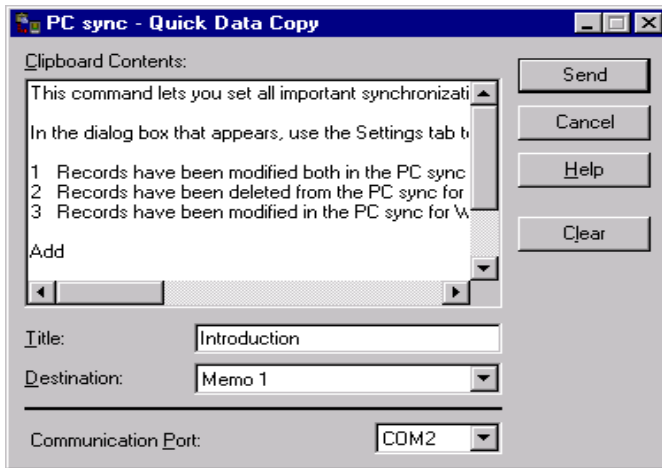 PC sync - Quick Data Copy
Clipboard Contents:
This command lets you set all important synchronizati
In the dialog box that appears, use the Settings tab t
1 Records have been modified both in the PC sync
2 Records have been deleted from the PC sync for
3 Records have been modified in the PC sync for W
Add
Send
Cancel
Help
Clear
Title: Introduction
Destination: Memo 1
Communication Port: COM2